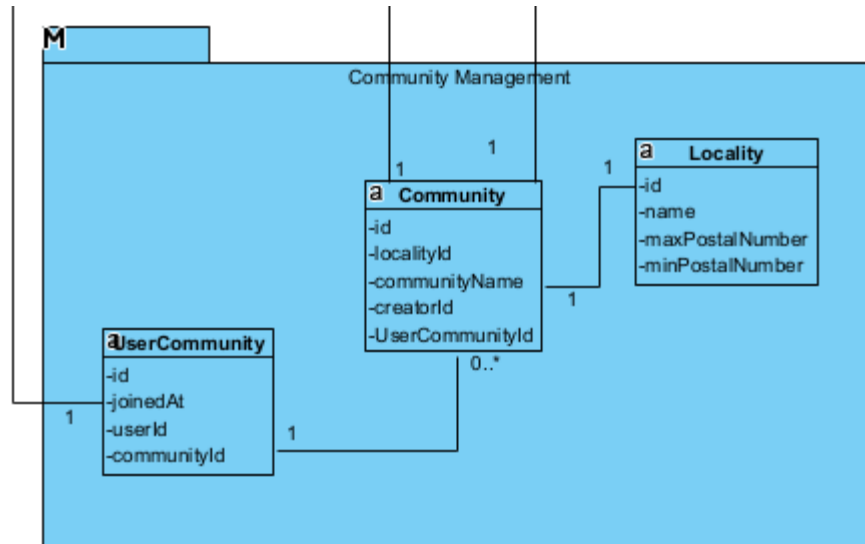 M
Community Management
1
1
1
a Locality
-id
-name
-maxPostalNumber
-minPostalNumber
a Community
-id
-localityId
-communityName
-creatorId
-UserCommunityId
1
0..*
a UserCommunity
-id
-joinedAt
-userId
-communityId
1
1